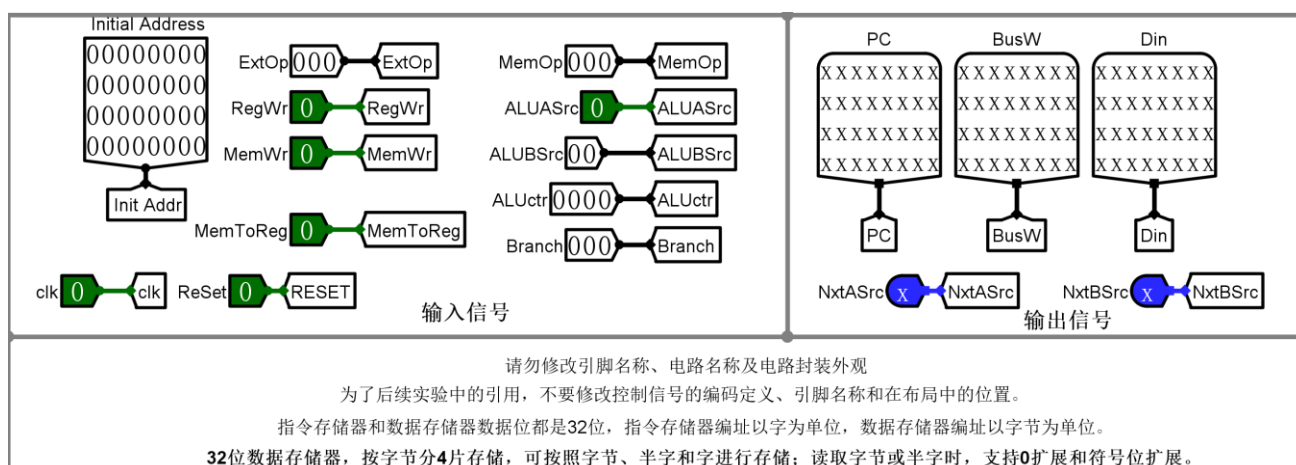 Initial Address
00000000
00000000
00000000
00000000
Init Addr
ExtOp 000 ExtOp
RegWr 0 RegWr
MemWr 0 MemWr
MemToReg 0 MemToReg
clk 0 clk
ReSet 0 RESET
MemOp 000 MemOp
ALUASrc 0 ALUASrc
ALUBSrc 00 ALUBSrc
ALUctr 0000 ALUctr
Branch 000 Branch
输入信号
PC
xxxxxxxx
xxxxxxxx
xxxxxxxx
xxxxxxxx
PC
BusW
xxxxxxxx
xxxxxxxx
xxxxxxxx
xxxxxxxx
BusW
Din
xxxxxxxx
xxxxxxxx
xxxxxxxx
xxxxxxxx
Din
NxtASrc x NxtASrc
NxtBSrc x NxtBSrc
输出信号
请勿修改引脚名称、电路名称及电路封装外观
为了后续实验中的引用，不要修改控制信号的编码定义、引脚名称和在布局中的位置。
指令存储器和数据存储器数据位都是32位，指令存储器编址以字为单位，数据存储器编址以字节为单位。
32位数据存储器，按字节分4片存储，可按照字节、半字和字进行存储；读取字节或半字时，支持0扩展和符号位扩展。